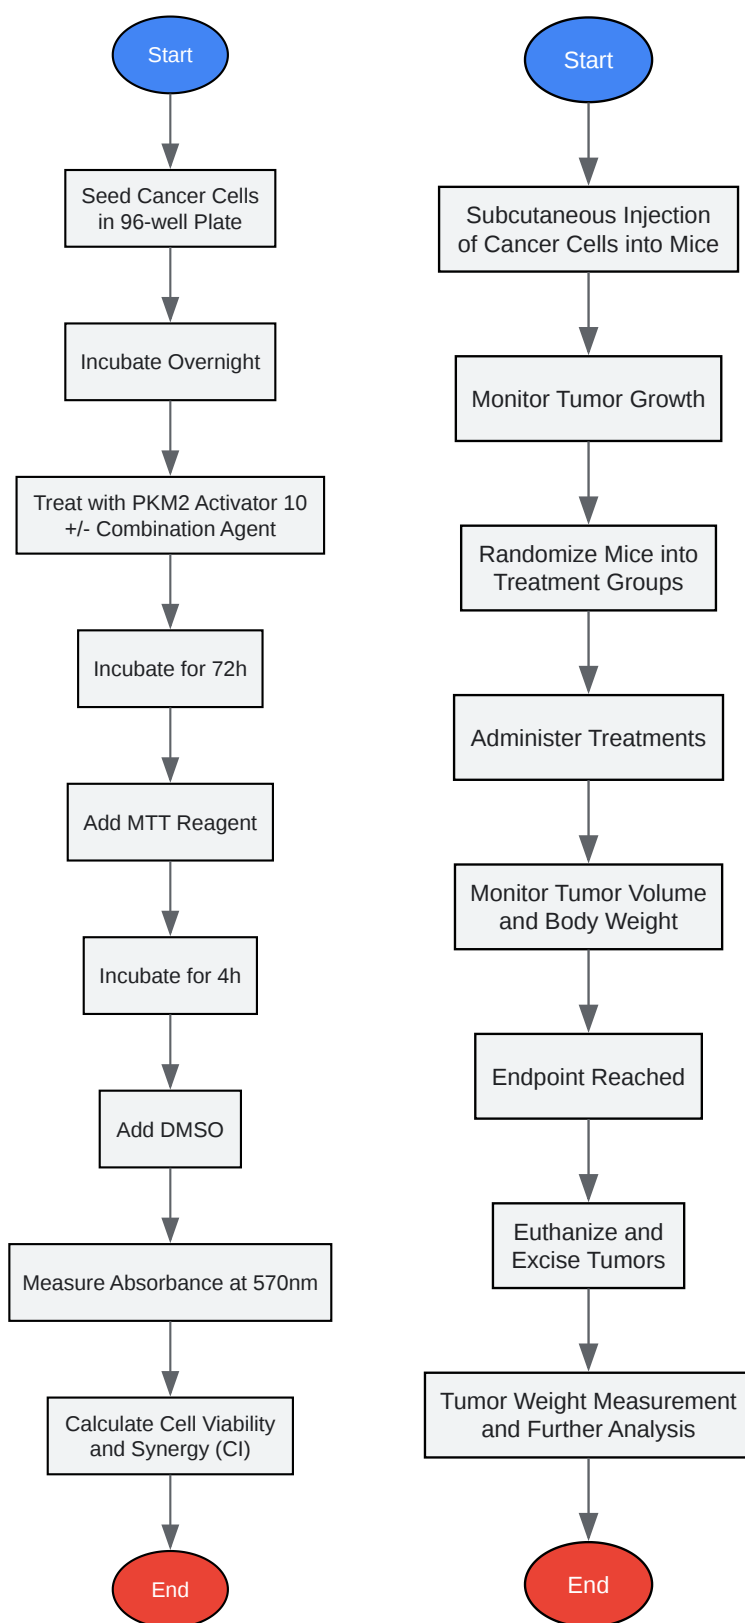 Start
Seed Cancer Cells
in 96-well Plate
Incubate Overnight
Treat with PKM2 Activator 10
+/- Combination Agent
Incubate for 72h
Add MTT Reagent
Incubate for 4h
Add DMSO
Measure Absorbance at 570nm
Calculate Cell Viability
and Synergy (CI)
End
Start
Subcutaneous Injection
of Cancer Cells into Mice
Monitor Tumor Growth
Randomize Mice into
Treatment Groups
Administer Treatments
Monitor Tumor Volume
and Body Weight
Endpoint Reached
Euthanize and
Excise Tumors
Tumor Weight Measurement
and Further Analysis
End